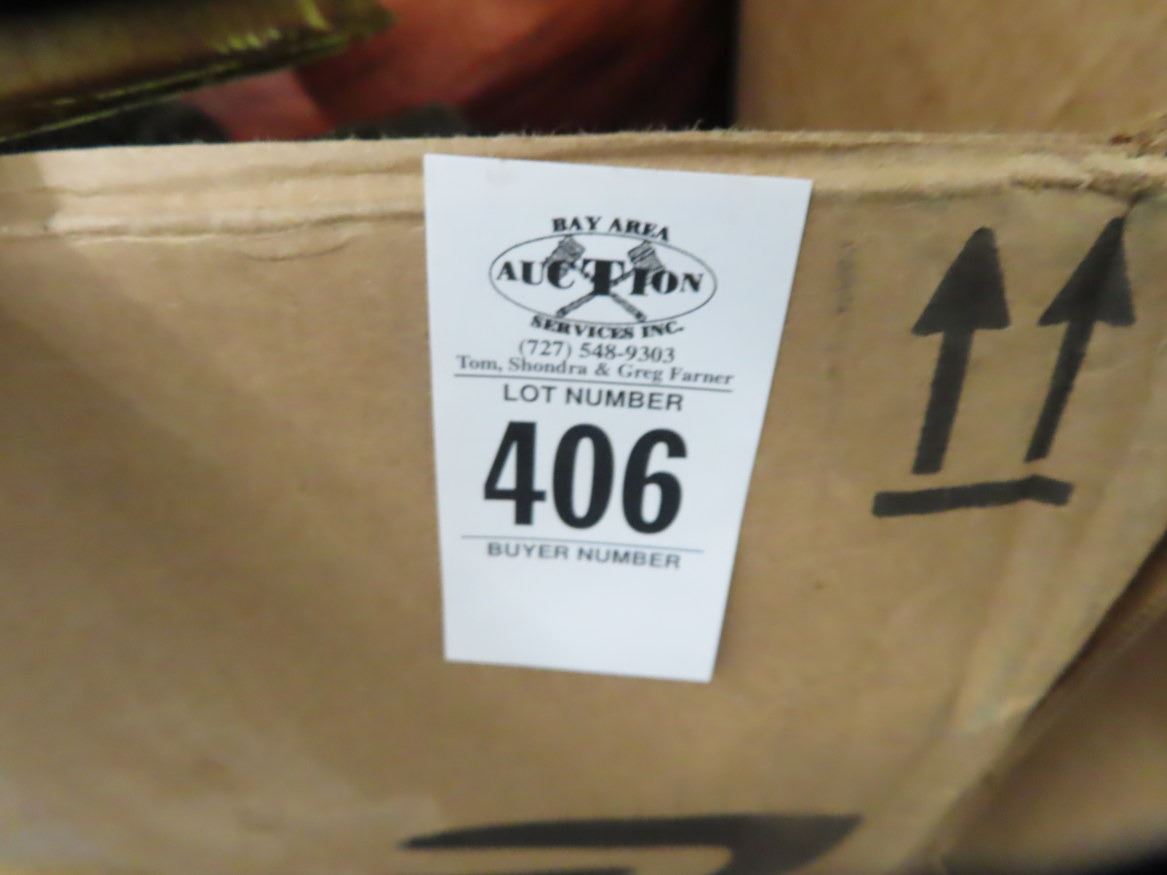 BAY AREA
AUCTION
SERVICES INC.
(727) 548-9303
Tom, Shondra & Greg Farner
LOT NUMBER
406
BUYER NUMBER